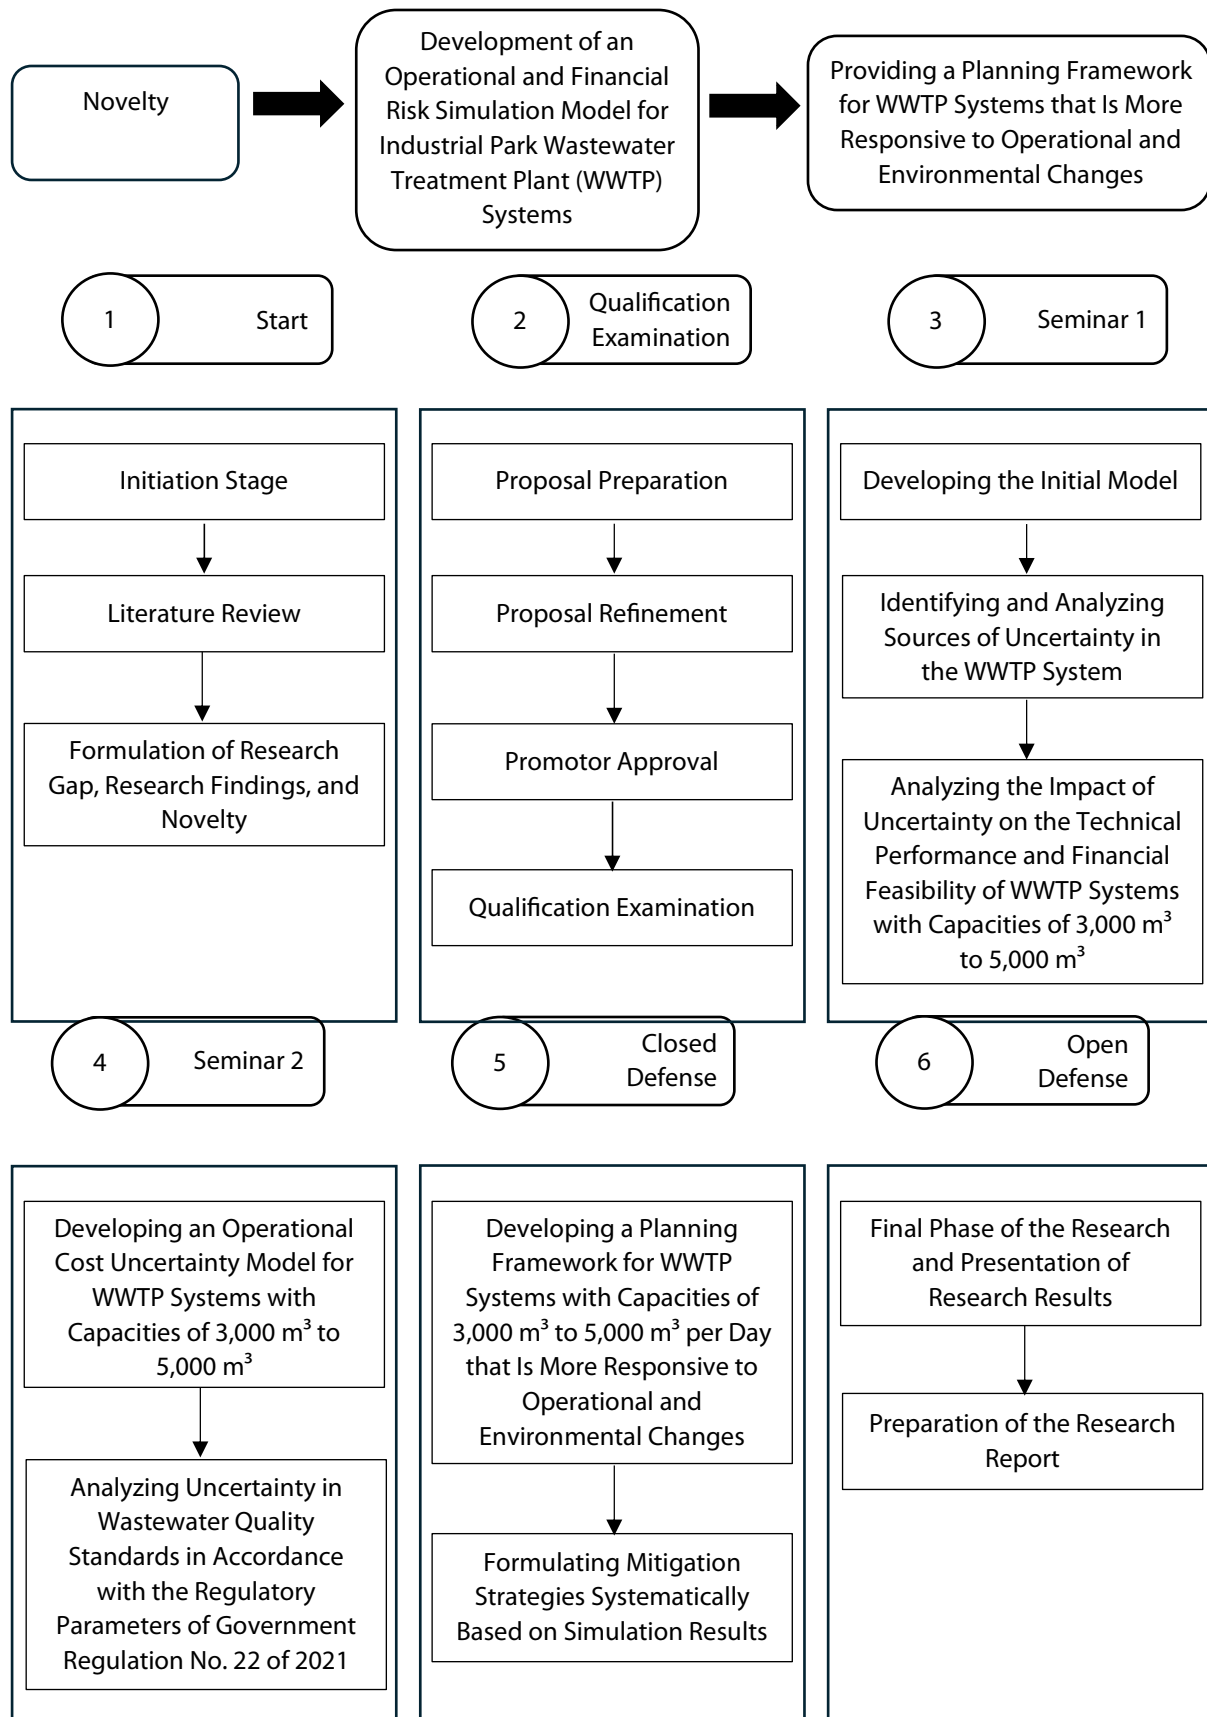 Novelty
Development of an
Operational and Financial
Risk Simulation Model for
Industrial Park Wastewater
Treatment Plant (WWTP)
Systems
Providing a Planning Framework
for WWTP Systems that Is More
Responsive to Operational and
Environmental Changes
1
Start
2
Qualification
Examination
3
Seminar 1
Initiation Stage
Literature Review
Formulation of Research
Gap, Research Findings, and
Novelty
Proposal Preparation
Proposal Refinement
Promotor Approval
Qualification Examination
Developing the Initial Model
Identifying and Analyzing
Sources of Uncertainty in
the WWTP System
Analyzing the Impact of
Uncertainty on the Technical
Performance and Financial
Feasibility of WWTP Systems
with Capacities of 3,000 m³
to 5,000 m³
4
Seminar 2
5
Closed
Defense
6
Open
Defense
Developing an Operational
Cost Uncertainty Model for
WWTP Systems with
Capacities of 3,000 m³ to
5,000 m³
Analyzing Uncertainty in
Wastewater Quality
Standards in Accordance
with the Regulatory
Parameters of Government
Regulation No. 22 of 2021
Developing a Planning
Framework for WWTP
Systems with Capacities of
3,000 m³ to 5,000 m³ per Day
that Is More Responsive to
Operational and
Environmental Changes
Formulating Mitigation
Strategies Systematically
Based on Simulation Results
Final Phase of the Research
and Presentation of
Research Results
Preparation of the Research
Report